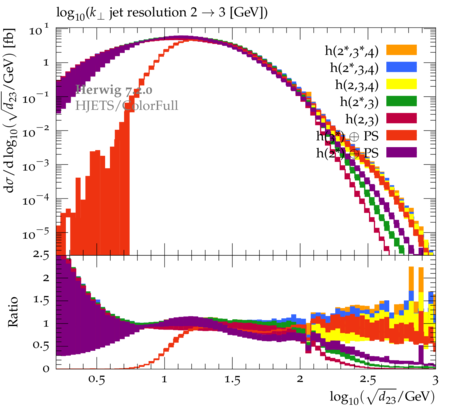 log₁₀(k⊥ jet resolution 2 → 3 [GeV])
dσ/d log₁₀(√d₂₃/GeV) [fb]
10¹
1
10⁻¹
10⁻²
10⁻³
10⁻⁴
10⁻⁵
Herwig 7.2.0
HJETS/ColorFull
h(2*,3*,4)
h(2*,3,4)
h(2,3,4)
h(2*,3)
h(2,3)
⊕ PS
PS
Ratio
2.5
2
1.5
1
0.5
0
0.5
1
1.5
2
2.5
3
log₁₀(√d₂₃/GeV)